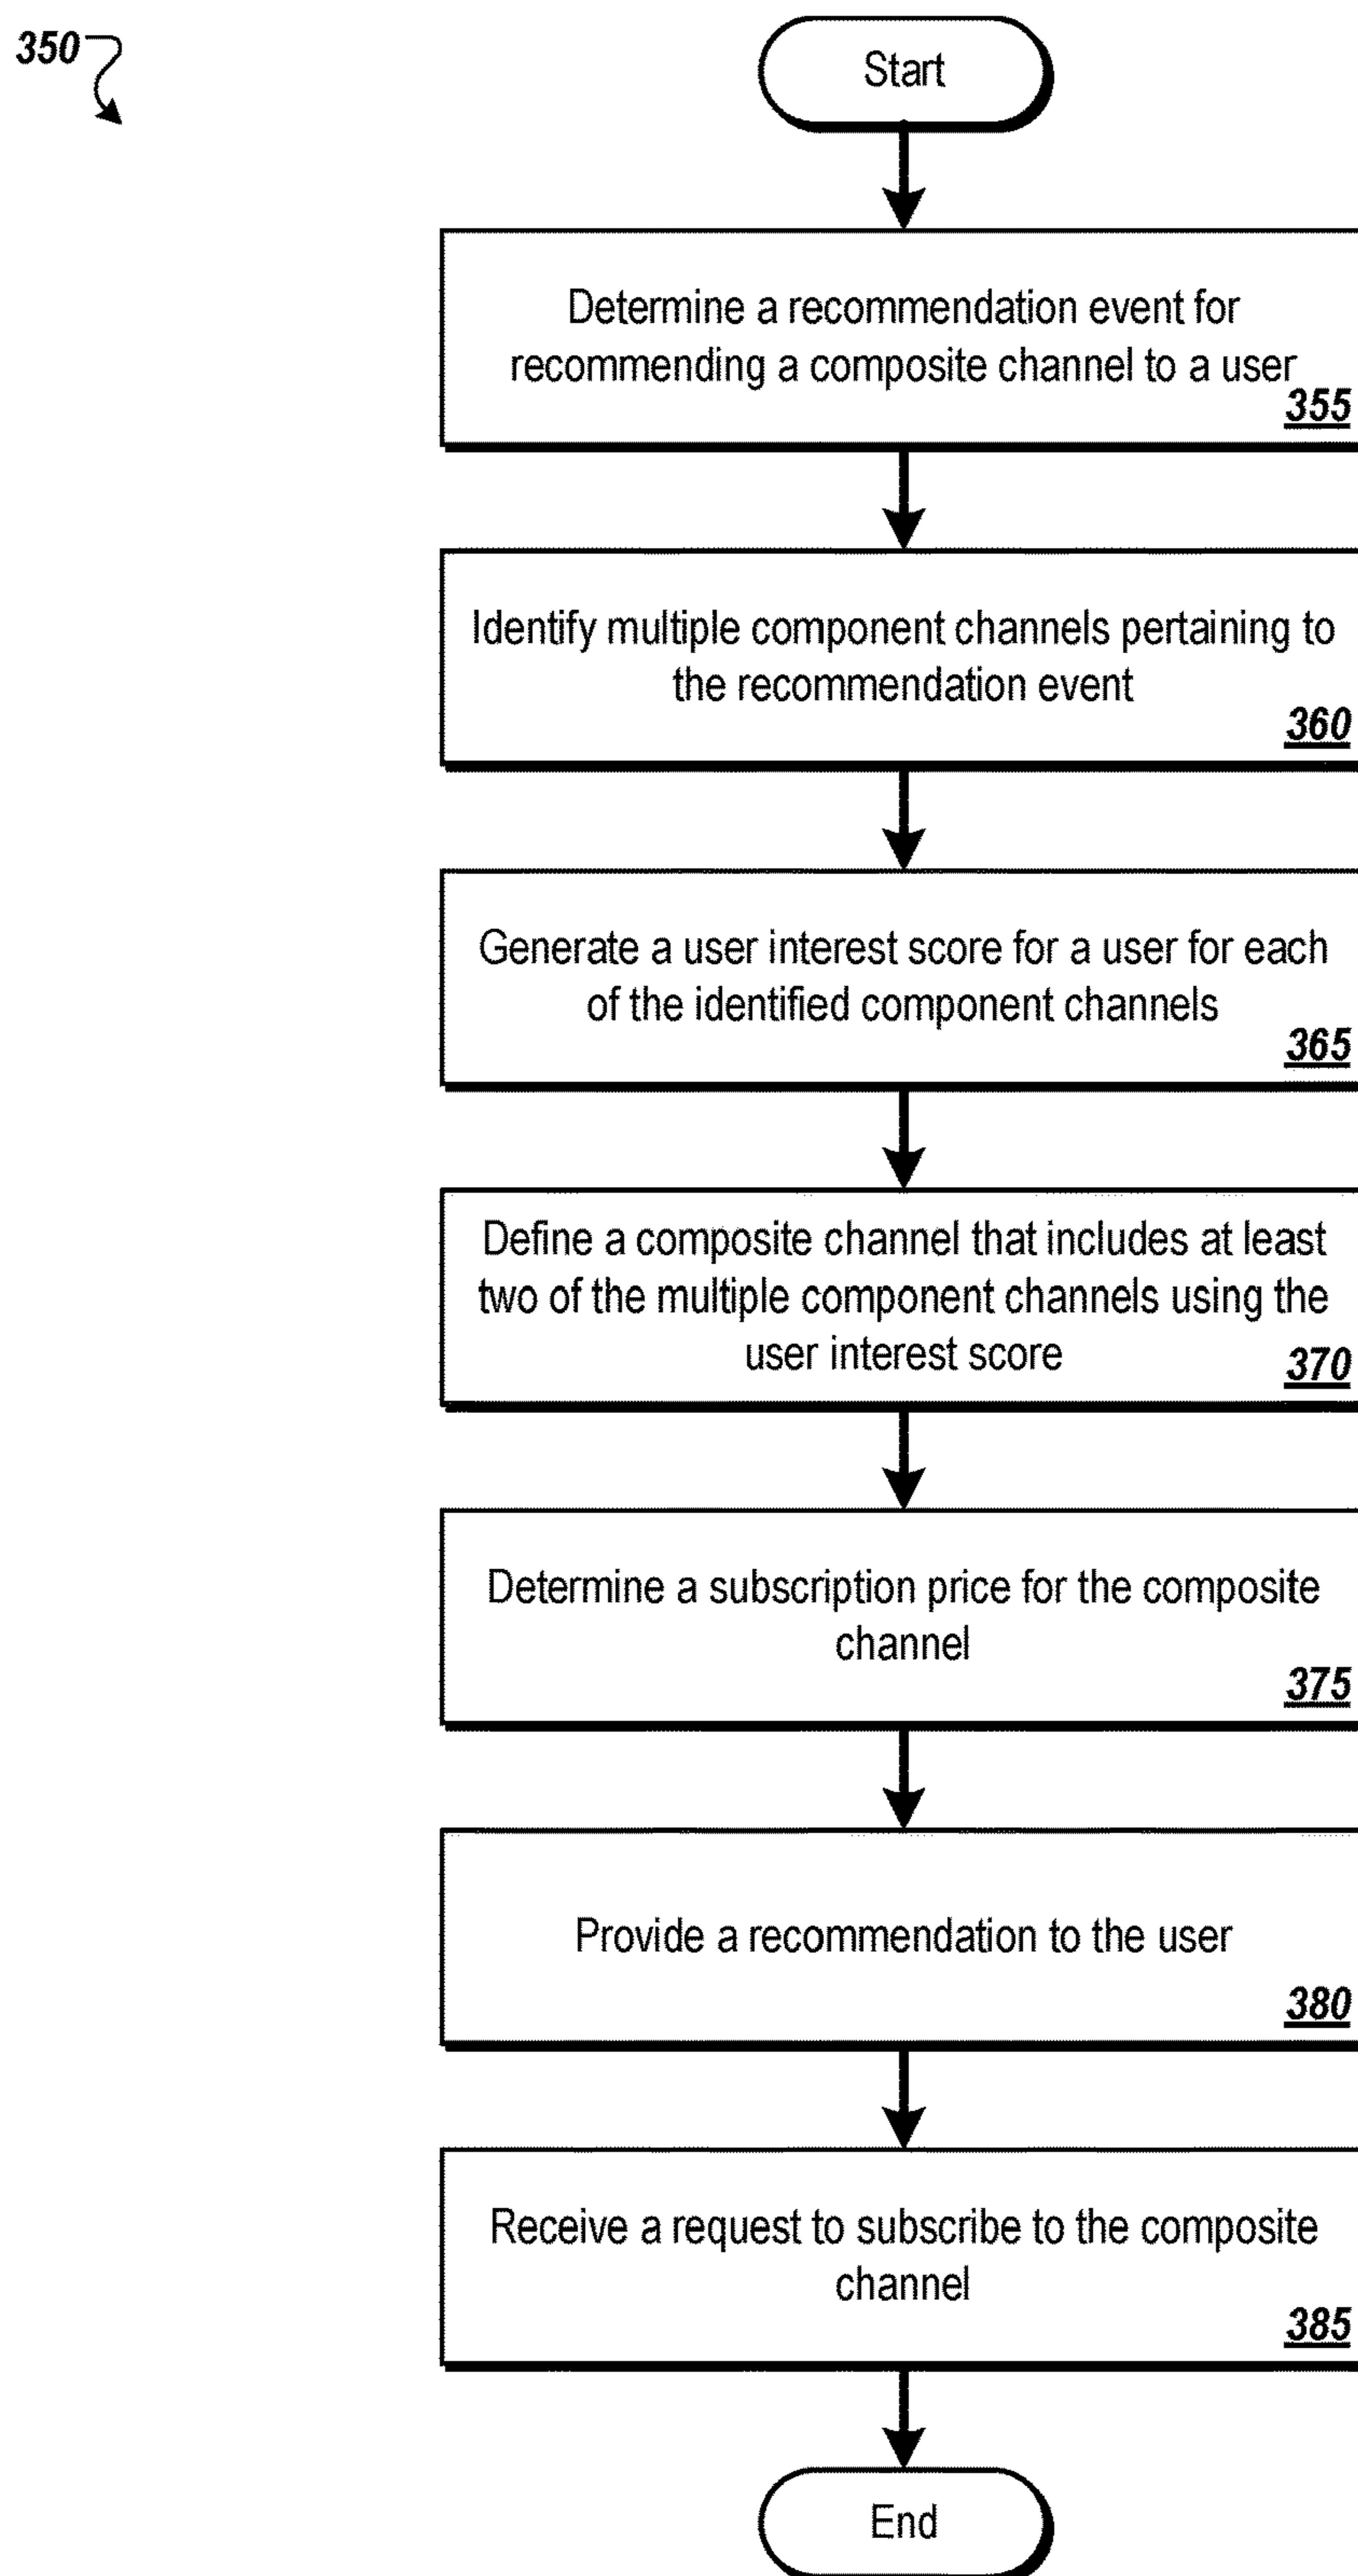 350
Start
Determine a recommendation event for
recommending a composite channel to a user
355
Identify multiple component channels pertaining to
the recommendation event
360
Generate a user interest score for a user for each
of the identified component channels
365
Define a composite channel that includes at least
two of the multiple component channels using the
user interest score
370
Determine a subscription price for the composite
channel
375
Provide a recommendation to the user
380
Receive a request to subscribe to the composite
channel
385
End